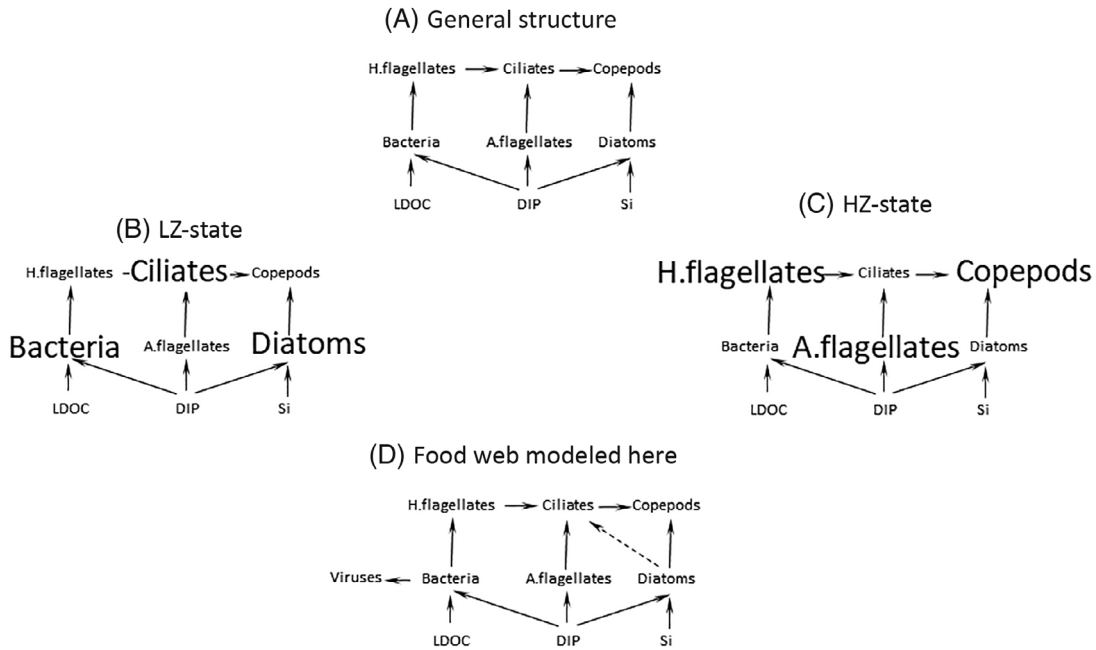 (A) General structure
H.flagellates Ciliates Copepods
Bacteria A.flagellates Diatoms
LDOC DIP Si
(B) LZ-state
H.flagellates -Ciliates Copepods
Bacteria A.flagellates Diatoms
LDOC DIP Si
(C) HZ-state
H.flagellates Ciliates Copepods
Bacteria A.flagellates Diatoms
LDOC DIP Si
(D) Food web modeled here
H.flagellates Ciliates Copepods
Viruses Bacteria A.flagellates Diatoms
LDOC DIP Si